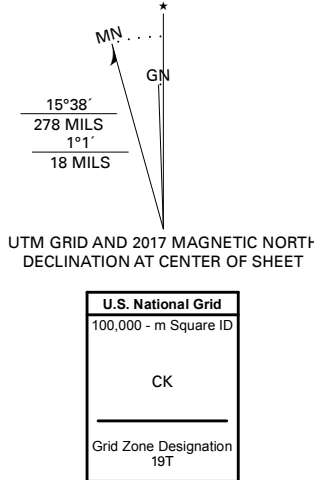 ★
MN
GN
15°38´
278 MILS
1°1´
18 MILS
UTM GRID AND 2017 MAGNETIC NORTH
DECLINATION AT CENTER OF SHEET
U.S. National Grid
100,000 - m Square ID
CK
Grid Zone Designation
19T